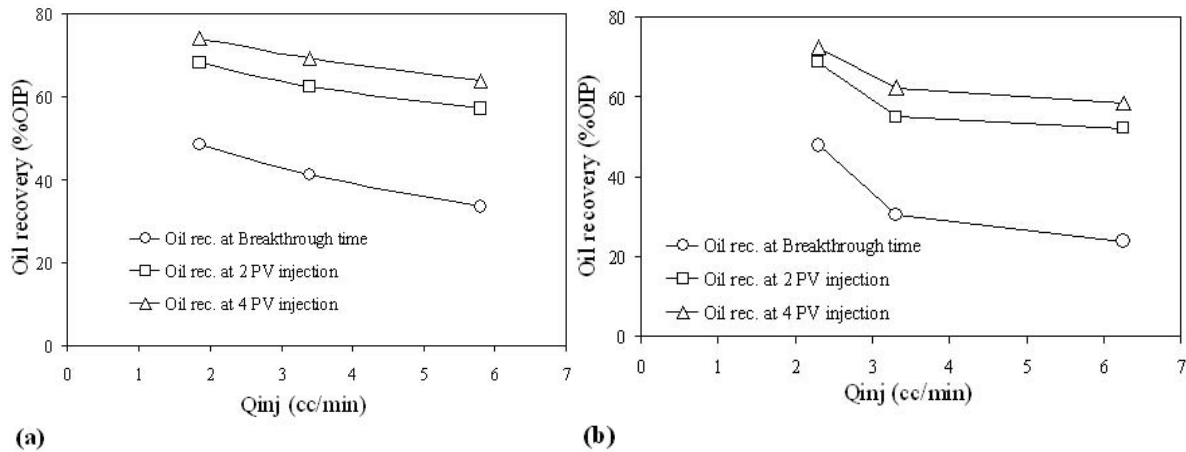 80
60
40
20
0
Oil recovery (%OIP)
Oil rec. at Breakthrough time
Oil rec. at 2 PV injection
Oil rec. at 4 PV injection
0 1 2 3 4 5 6 7
Qinj (cc/min)
(a)
80
60
40
20
0
Oil recovery (%OIP)
Oil rec. at Breakthrough time
Oil rec. at 2 PV injection
Oil rec. at 4 PV injection
0 1 2 3 4 5 6 7
Qinj (cc/min)
(b)